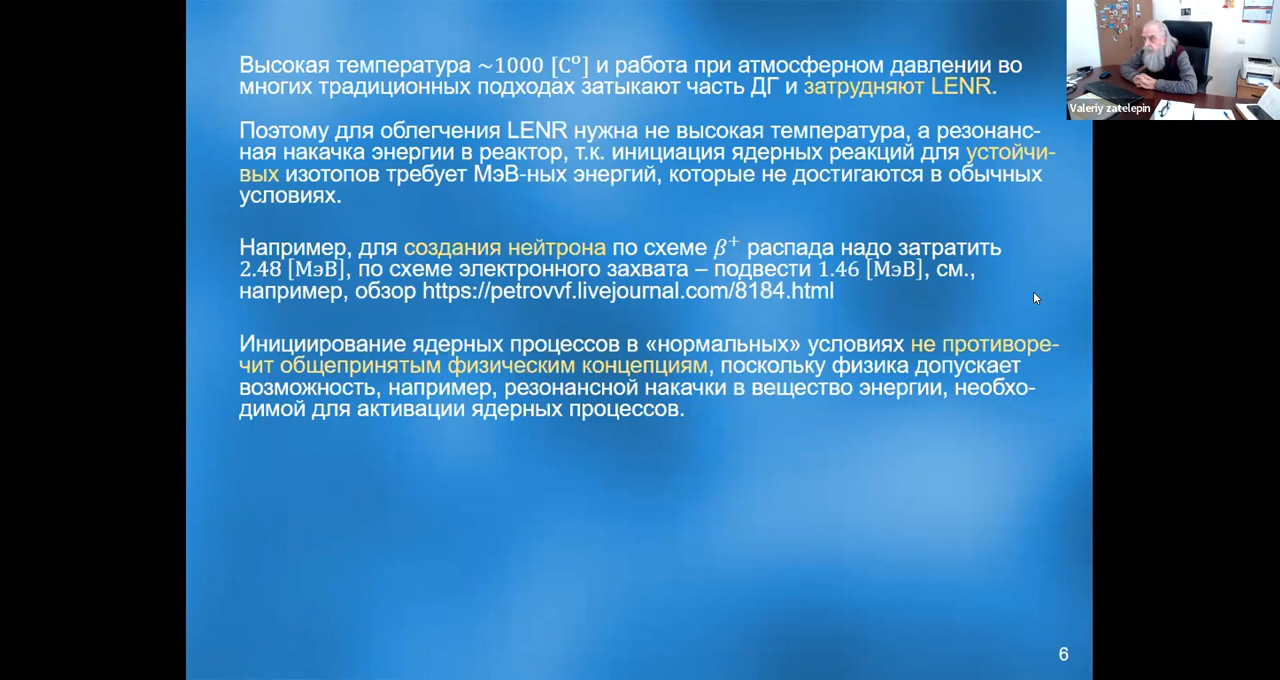 Высокая температура ~1000 [Cº] и работа при атмосферном давлении во
многих традиционных подходах затыкают часть ДГ и затрудняют LENR.
Поэтому для облегчения LENR нужна не высокая температура, а резонанс-
ная накачка энергии в реактор, т.к. инициация ядерных реакций для устойчи-
вых изотопов требует МэВ-ных энергий, которые не достигаются в обычных
условиях.
Например, для создания нейтрона по схеме β⁺ распада надо затратить
2.48 [МэВ], по схеме электронного захвата – подвести 1.46 [МэВ], см.,
например, обзор https://petrovvf.livejournal.com/8184.html
Инициирование ядерных процессов в «нормальных» условиях не противоре-
чит общепринятым физическим концепциям, поскольку физика допускает
возможность, например, резонансной накачки в вещество энергии, необхо-
димой для активации ядерных процессов.
6
Valeriy zatelepin